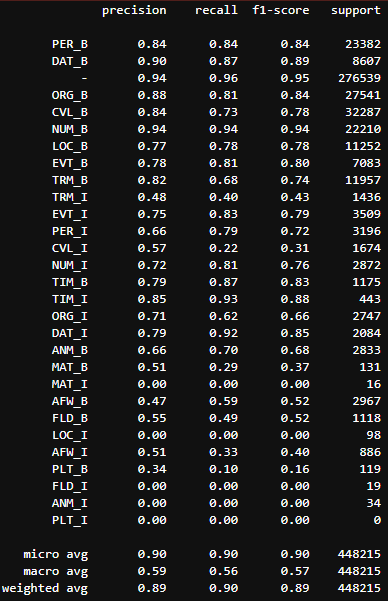 precision recall f1-score support
PER_B 0.84 0.84 0.84 23382
DAT_B 0.90 0.87 0.89 8607
- 0.94 0.96 0.95 276539
ORG_B 0.88 0.81 0.84 27541
CVL_B 0.84 0.73 0.78 32287
NUM_B 0.94 0.94 0.94 22210
LOC_B 0.77 0.78 0.78 11252
EVT_B 0.78 0.81 0.80 7083
TRM_B 0.82 0.68 0.74 11957
TRM_I 0.48 0.40 0.43 1436
EVT_I 0.75 0.83 0.79 3509
PER_I 0.66 0.79 0.72 3196
CVL_I 0.57 0.22 0.31 1674
NUM_I 0.72 0.81 0.76 2872
TIM_B 0.79 0.87 0.83 1175
TIM_I 0.85 0.93 0.88 443
ORG_I 0.71 0.62 0.66 2747
DAT_I 0.79 0.92 0.85 2084
ANM_B 0.66 0.70 0.68 2833
MAT_B 0.51 0.29 0.37 131
MAT_I 0.00 0.00 0.00 16
AFW_B 0.47 0.59 0.52 2967
FLD_B 0.55 0.49 0.52 1118
LOC_I 0.00 0.00 0.00 98
AFW_I 0.51 0.33 0.40 886
PLT_B 0.34 0.10 0.16 119
FLD_I 0.00 0.00 0.00 19
ANM_I 0.00 0.00 0.00 34
PLT_I 0.00 0.00 0.00 0
micro avg 0.90 0.90 0.90 448215
macro avg 0.59 0.56 0.57 448215
weighted avg 0.89 0.90 0.89 448215